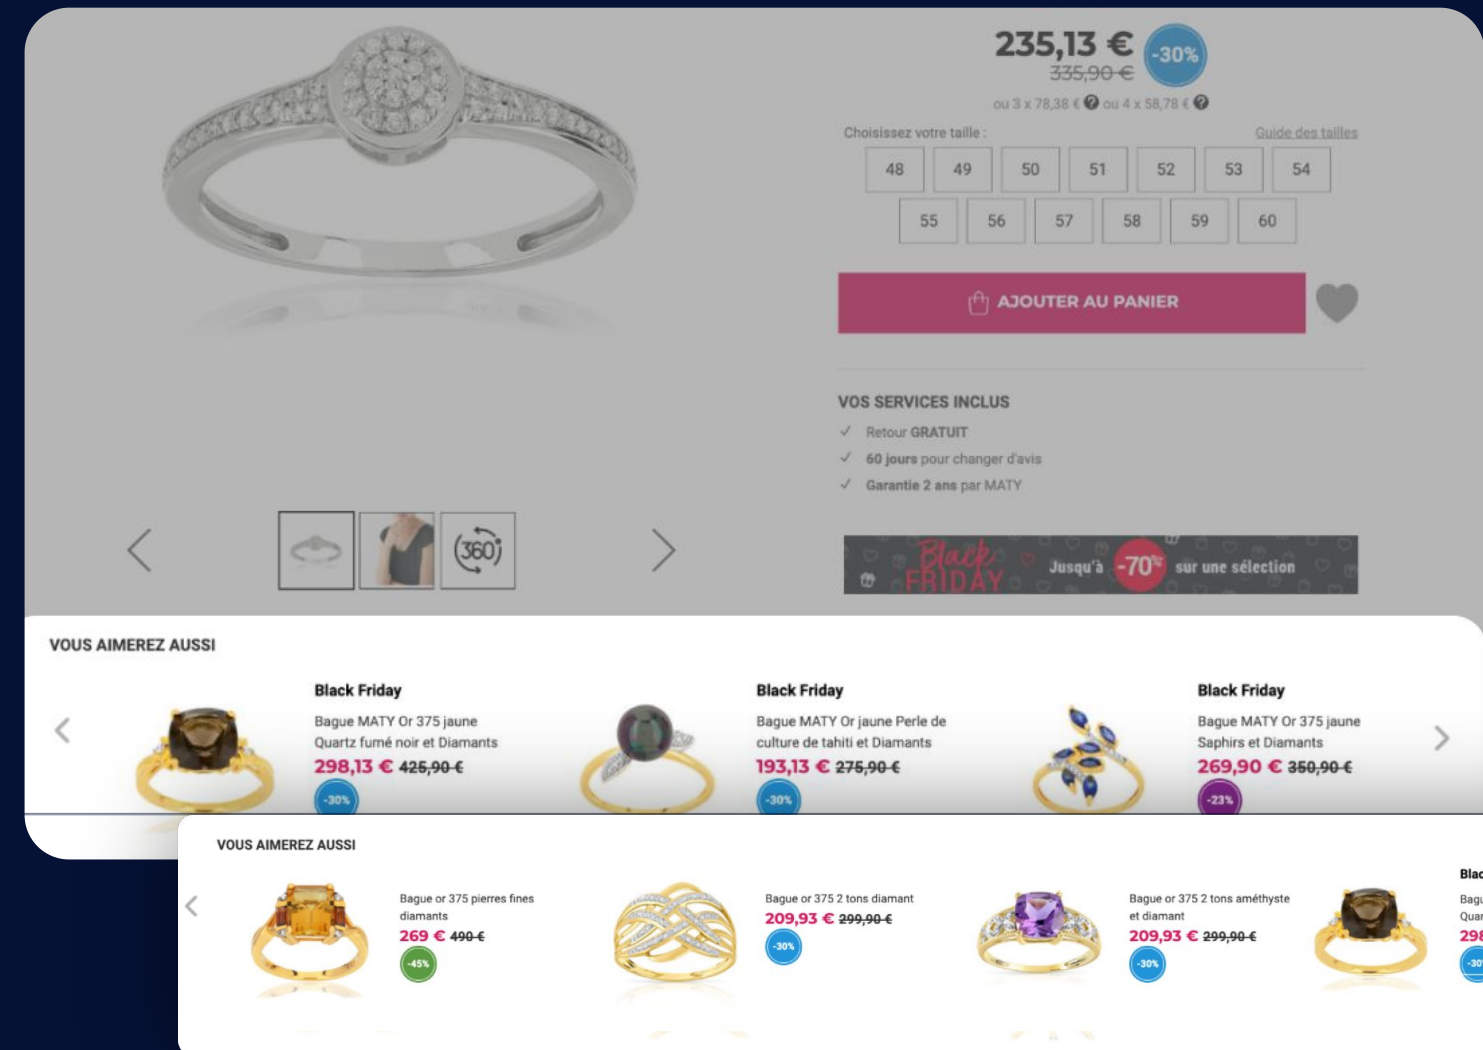 235,13 €
-30%
335,90 €
ou 3 x 78,38 € ? ou 4 x 58,78 € ?
Choisissez votre taille :
Guide des tailles
48 49 50 51 52 53 54
55 56 57 58 59 60
AJOUTER AU PANIER
VOS SERVICES INCLUS
Retour GRATUIT
60 jours pour changer d'avis
Garantie 2 ans par MATY
360°
Black FRIDAY
Jusqu'à -70% sur une sélection
VOUS AIMEREZ AUSSI
Black Friday
Bague MATY Or 375 jaune
Quartz fumé noir et Diamants
298,13 € 425,90 €
-30%
Black Friday
Bague MATY Or jaune Perle de
culture de tahiti et Diamants
193,13 € 275,90 €
-30%
Black Friday
Bague MATY Or 375 jaune
Saphirs et Diamants
269,90 € 350,90 €
-23%
VOUS AIMEREZ AUSSI
Bague or 375 pierres fines
diamants
269 € 490 €
-45%
Bague or 375 2 tons diamant
209,93 € 299,90 €
-30%
Bague or 375 2 tons améthyste
et diamant
209,93 € 299,90 €
-30%
Blac
Bagu
Quar
298
-30